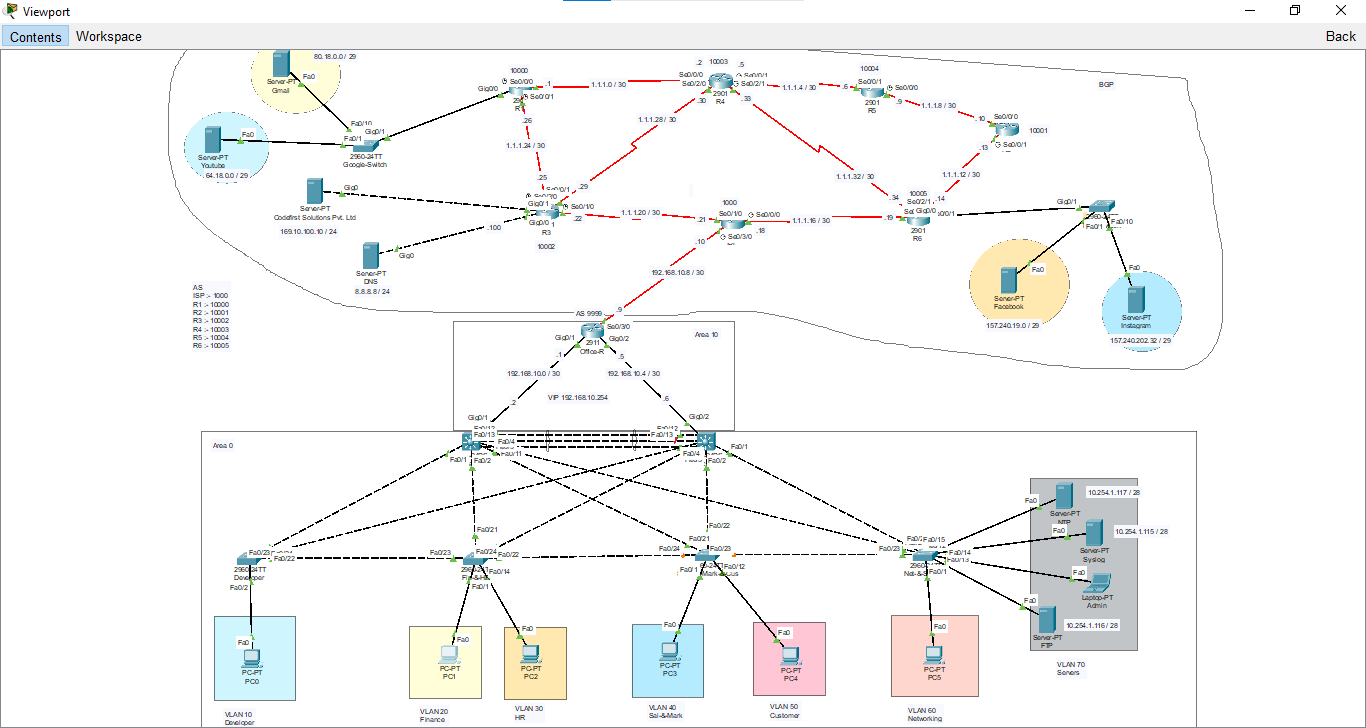 Viewport
Contents
Workspace
Back
80.18.0.0 / 29
Server-PT
Gmail
Fa0
Fa0/10
Gig0/1
Fa0/1
2960-24TT
Google-Switch
Fa0
Server-PT
Youtube
64.18.0.0 / 29
10000
Se0/0/0
Gig0/0
Se0/0/1
.1
1.1.1.0 / 30
.2
10003
.5
Se0/0/0
Se0/0/1
Se0/2/0
Se0/2/1
2901
R4
.30
.33
1.1.1.4 / 30
10004
.6
Se0/0/1
Se0/0/0
2901
R5
.9
1.1.1.8 / 30
BGP
.10
Se0/0/0
10001
Se0/0/1
.13
.26
1.1.1.28 / 30
1.1.1.24 / 30
.25
.29
1.1.1.32 / 30
1.1.1.12 / 30
.34
10005
.14
Se0/2/1
Gig0/0
2901
R6
.19
Gig0/1
Fa0/10
Fa0/1
Gig0
Server-PT
Codefirst Solutions Pvt. Ltd
169.10.100.10 / 24
Gig0/1
Se0/1/0
Gig0/0
R3
.22
10002
1.1.1.20 / 30
1000
.21
Se0/1/0
Se0/0/0
.18
Se0/3/0
1.1.1.16 / 30
.100
Gig0
Server-PT
DNS
8.8.8.8 / 24
.10
192.168.10.8 / 30
.9
Fa0
Server-PT
Facebook
157.240.19.0 / 29
Fa0
Server-PT
Instagram
157.240.202.32 / 29
AS
ISP :- 1000
R1 :- 10000
R2 :- 10001
R3 :- 10002
R4 :- 10003
R5 :- 10004
R6 :- 10005
AS 9999
Se0/3/0
Gig0/1
Gig0/2
2911
Office-R
Area 10
.1
.5
192.168.10.0 / 30
192.168.10.4 / 30
VIP 192.168.10.254
.2
.6
Gig0/1
Gig0/2
Area 0
Fa0/13
Fa0/4
Fa0/11
Fa0/1
Fa0/2
Fa0/13
Fa0/1
Fa0/4
Fa0/2
Fa0/23
Fa0/22
Developer
Fa0/2
Fa0/21
Fa0/23
Fa0/24
Fa0/22
Fa0/14
Fa0/1
Fa0/22
Fa0/21
Fa0/24
Fa0/23
Fa0/12
Fa0/1
Fa0/15
Fa0/23
Fa0/14
Fa0/13
Fa0/1
Fa0
10.254.1.117 / 28
Server-PT
NTP
Fa0
10.254.1.115 / 28
Server-PT
Syslog
Fa0
Laptop-PT
Admin
Fa0
10.254.1.116 / 28
Server-PT
FTP
VLAN 70
Servers
Fa0
PC-PT
PC0
VLAN 10
Developer
Fa0
PC-PT
PC1
VLAN 20
Finance
Fa0
PC-PT
PC2
VLAN 30
HR
Fa0
PC-PT
PC3
VLAN 40
Sal-&-Mark
Fa0
PC-PT
PC4
VLAN 50
Customer
Fa0
PC-PT
PC5
VLAN 60
Networking